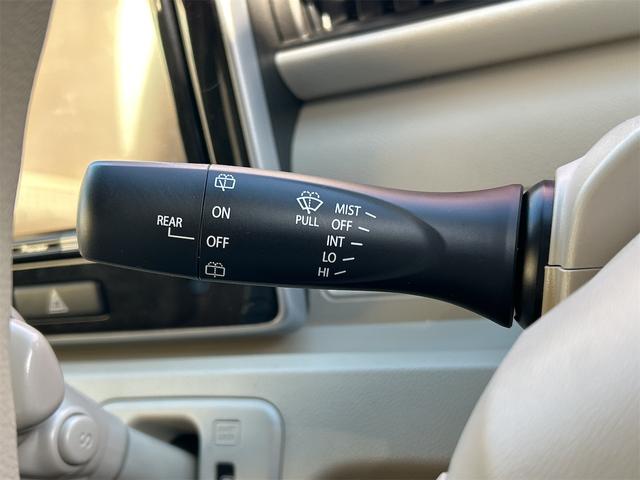 REAR
ON
OFF
PULL
MIST
OFF
INT
LO
HI
S